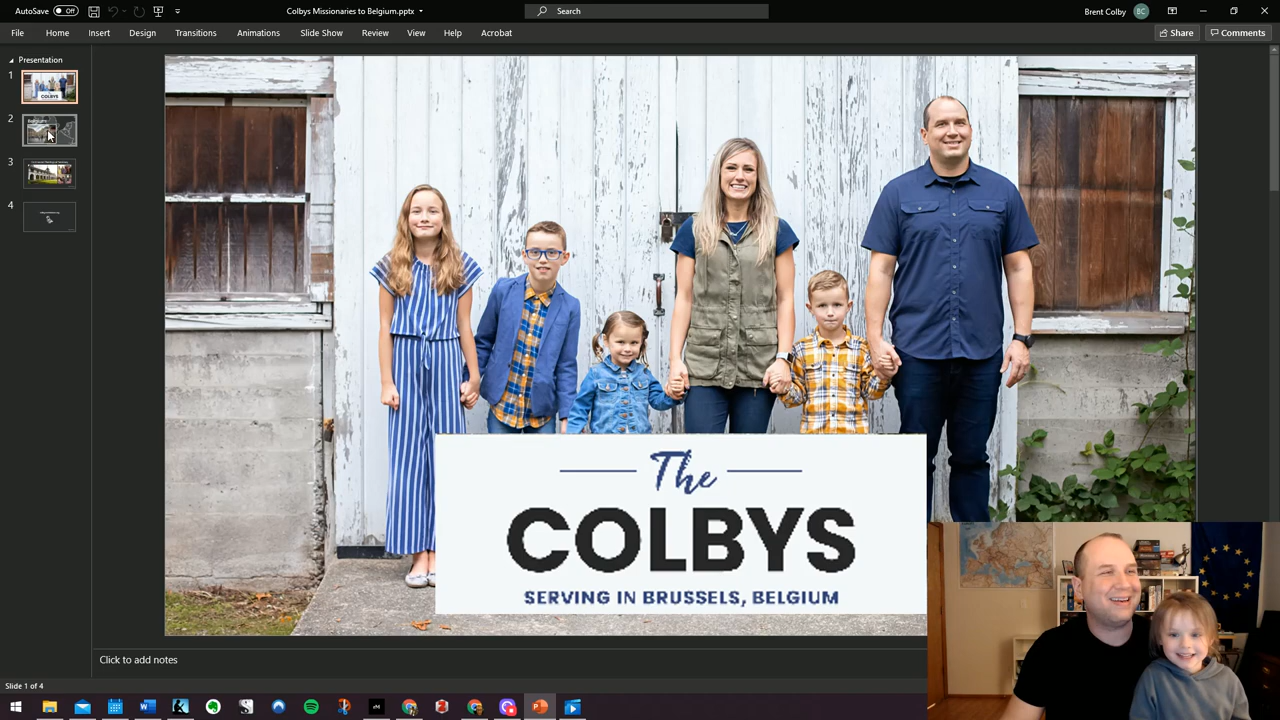 AutoSave Off
Colbys Missionaries to Belgium.pptx
Search
Brent Colby BC
File Home Insert Design Transitions Animations Slide Show Review View Help Acrobat
Share Comments
Presentation
1
2
3
4
The
COLBYS
SERVING IN BRUSSELS, BELGIUM
Click to add notes
Slide 1 of 4